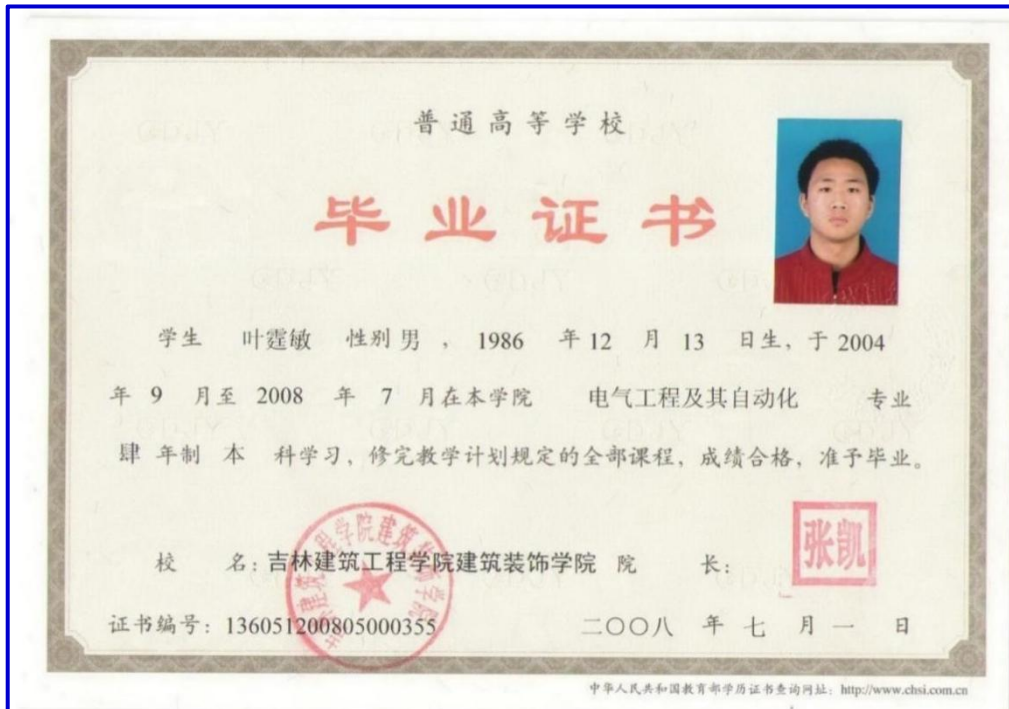 普通高等学校
毕业证书
学生 叶霆敏 性别 男 ， 1986 年 12 月 13 日生，于 2004
年 9 月至 2008 年 7 月在本学院 电气工程及其自动化 专业
肆 年制 本 科学习，修完教学计划规定的全部课程，成绩合格，准予毕业。
张凯
校 名：吉林建筑工程学院建筑装饰学院 院 长：
证书编号：136051200805000355 二〇〇八 年 七 月 一 日
中华人民共和国教育部学历证书查询网址：http://www.chsi.com.cn